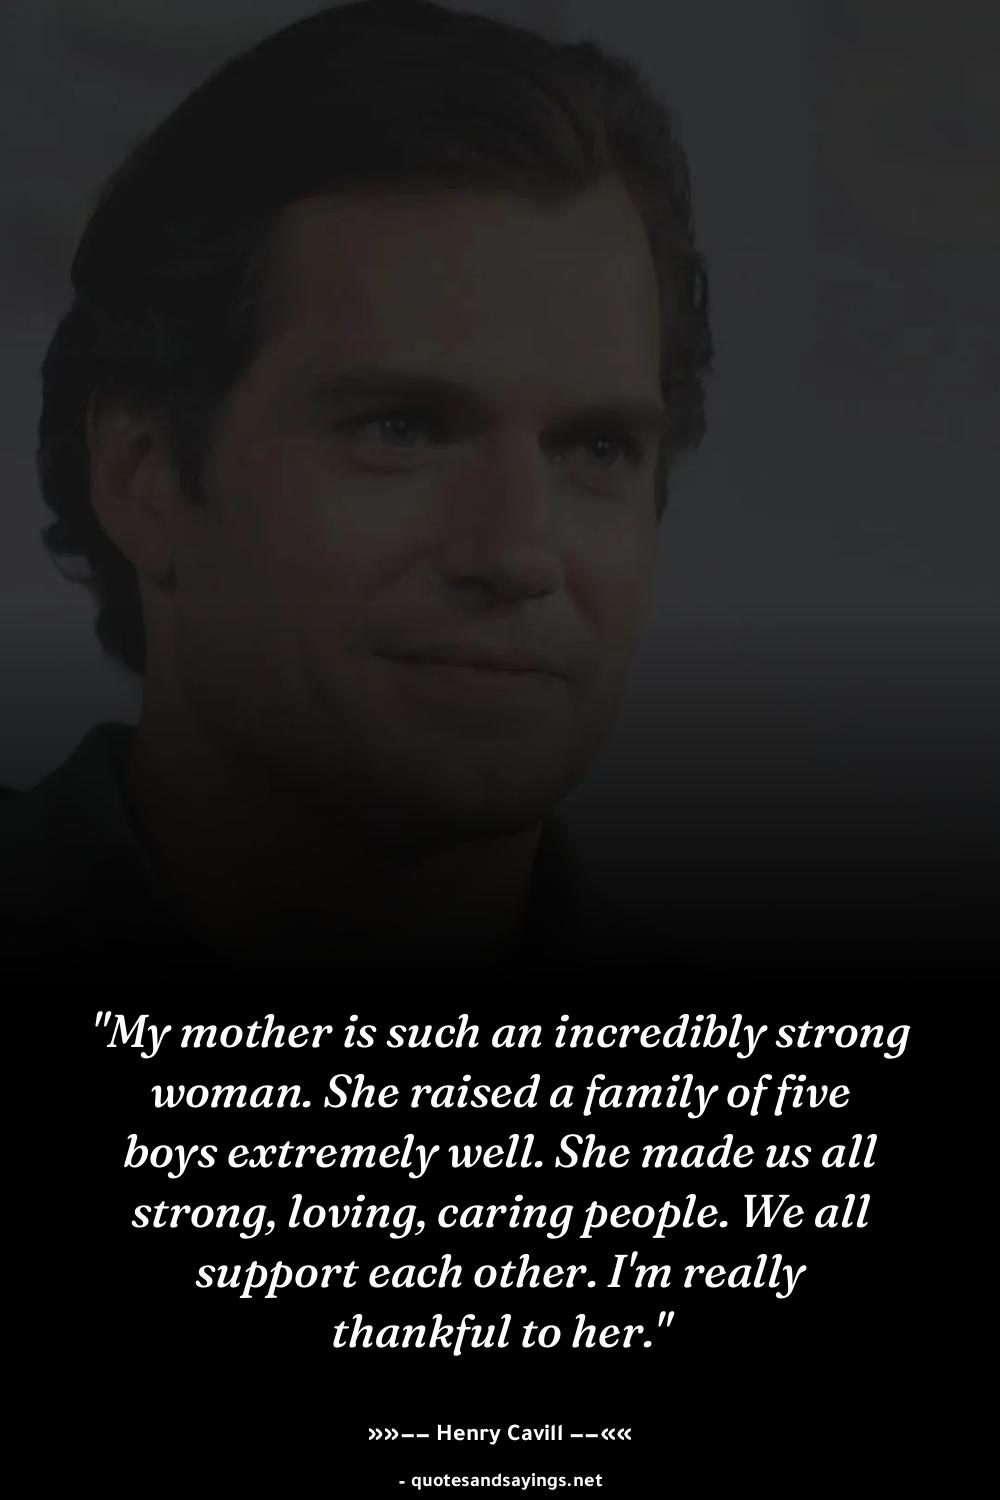 "My mother is such an incredibly strong
woman. She raised a family of five
boys extremely well. She made us all
strong, loving, caring people. We all
support each other. I'm really
thankful to her."
»»−− Henry Cavill −−««
- quotesandsayings.net